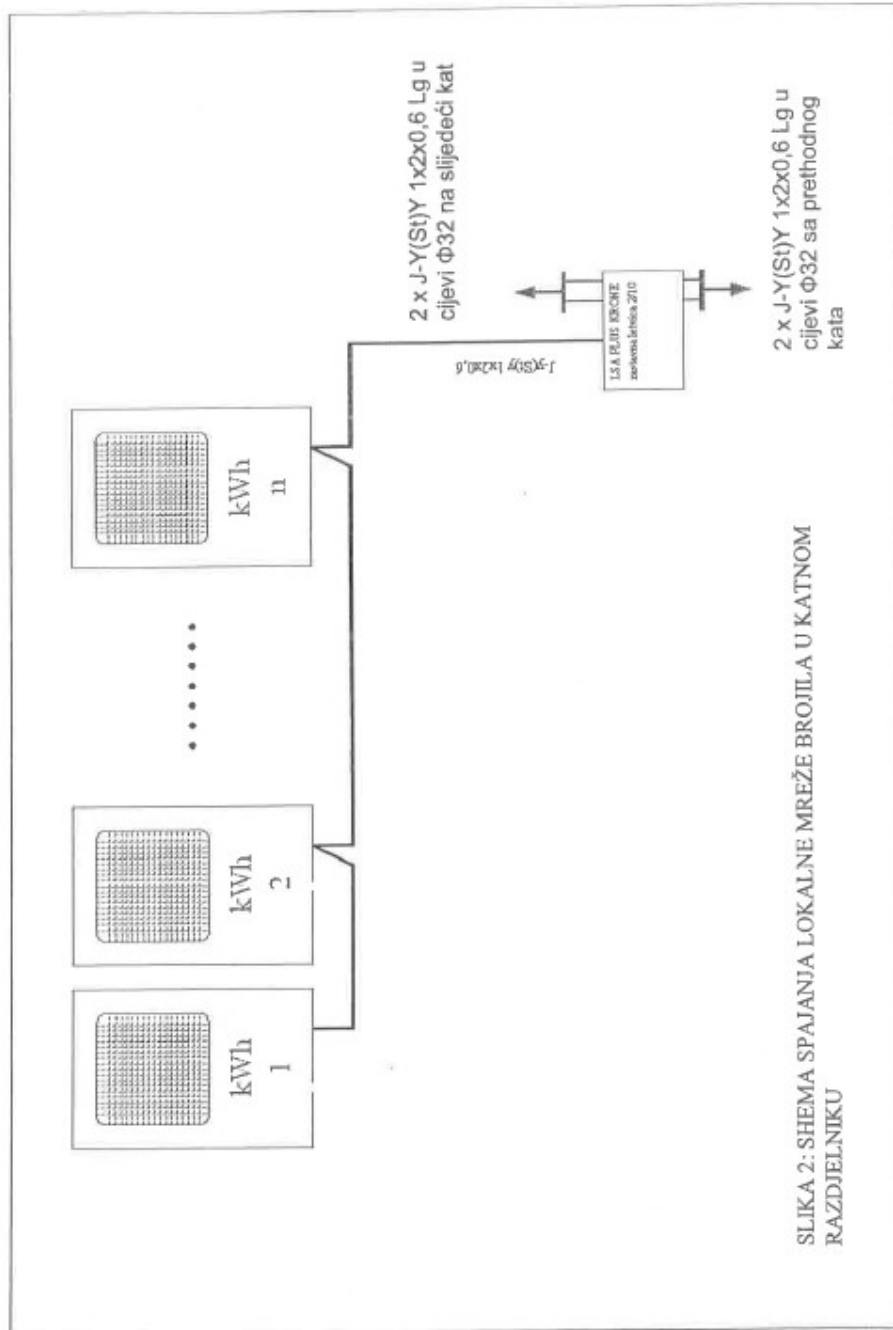 kWh
1
kWh
2
kWh
n
2 x J-Y(St)Y 1x2x0,6 Lg u
cijevi Φ32 na slijedeći kat
J-y(St)y 1x2x0,6
LSA PLUS KRONE
2/10
2 x J-Y(St)Y 1x2x0,6 Lg u
cijevi Φ32 sa prethodnog
kata
SLIKA 2: SHEMA SPAJANJA LOKALNE MREŽE BROJILA U KATNOM
RAZDJELNIKU